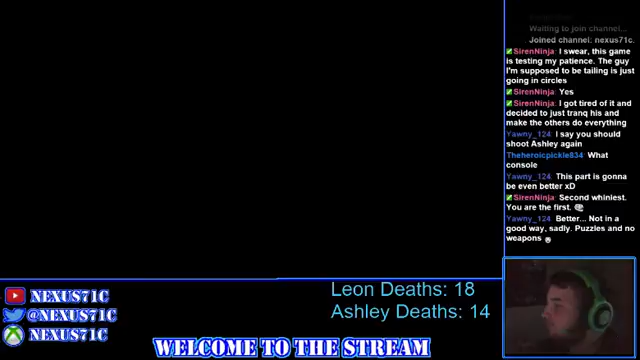 Waiting to join channel...
Joined channel: nexus71c.
SirenNinja: I swear, this game
is testing my patience. The guy
I'm supposed to be tailing is just
going in circles
SirenNinja: Yes
SirenNinja: I got tired of it and
decided to just tranq his and
make the others do everything
Yawny_124: I say you should
shoot Ashley again
Theheroicpickle834: What
console
Yawny_124: This part is gonna
be even better xD
SirenNinja: Second whiniest.
You are the first.
Yawny_124: Better... Not in a
good way, sadly. Puzzles and no
weapons
Leon Deaths: 18
Ashley Deaths: 14
NEXUS71C
@NEXUS71C
NEXUS71C
WELCOME TO THE STREAM